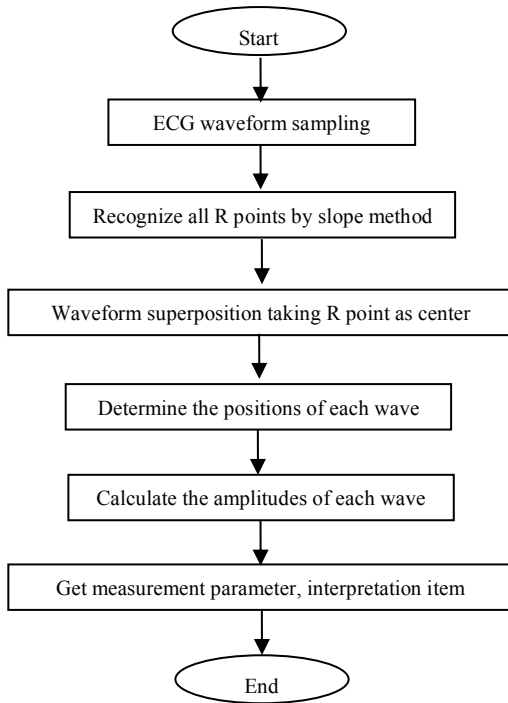 Start
ECG waveform sampling
Recognize all R points by slope method
Waveform superposition taking R point as center
Determine the positions of each wave
Calculate the amplitudes of each wave
Get measurement parameter, interpretation item
End